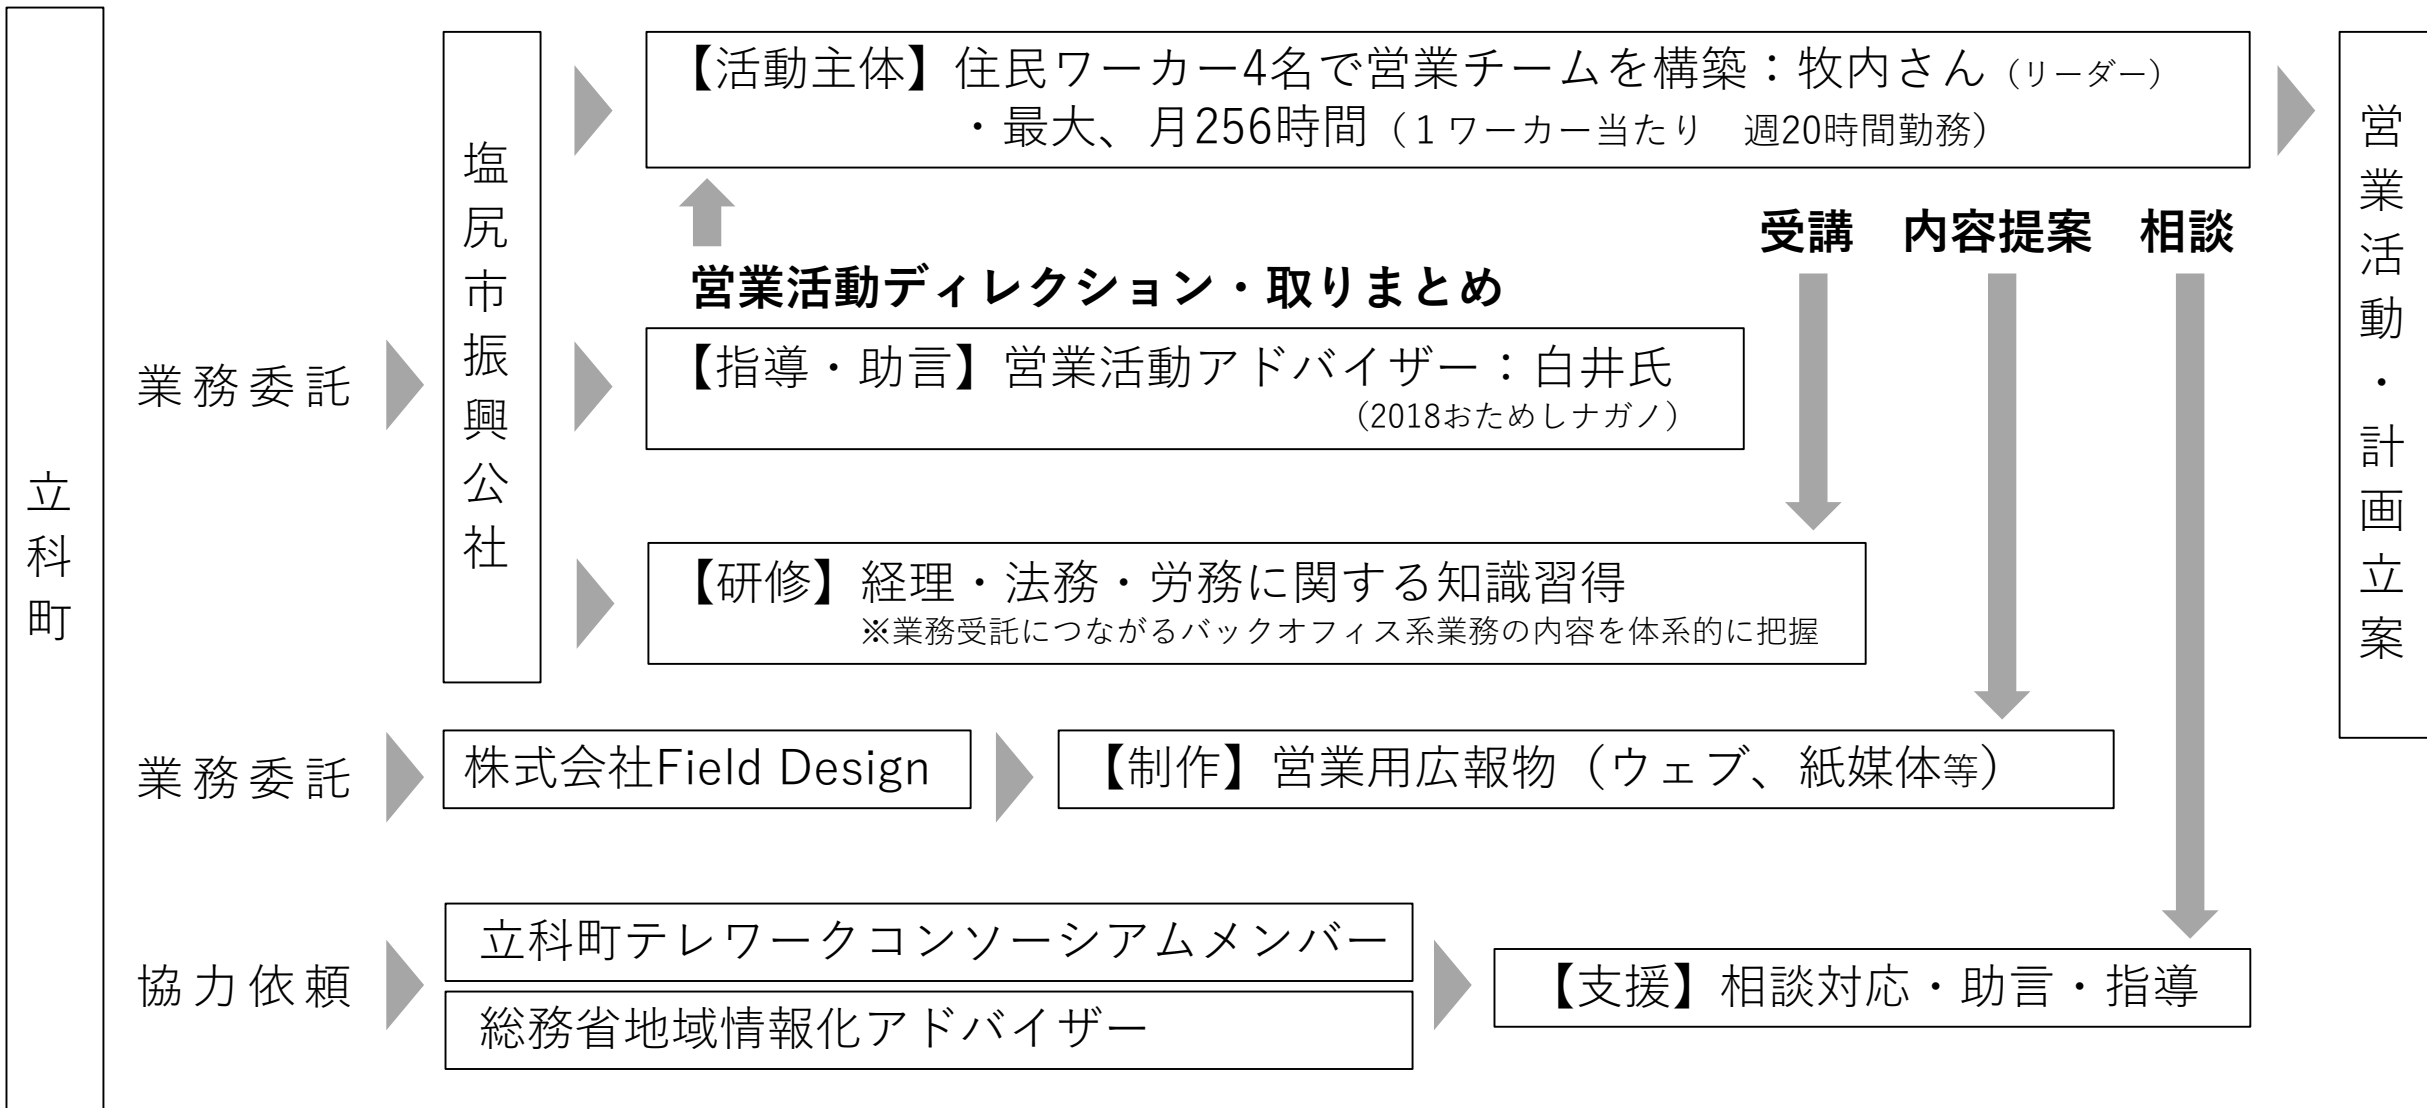 立科町
業務委託
塩尻市振興公社
【活動主体】住民ワーカー4名で営業チームを構築：牧内さん（リーダー）
・最大、月256時間（１ワーカー当たり　週20時間勤務）
営業活動・計画立案
受講　内容提案　相談
営業活動ディレクション・取りまとめ
【指導・助言】営業活動アドバイザー：白井氏
（2018おためしナガノ）
【研修】経理・法務・労務に関する知識習得
※業務受託につながるバックオフィス系業務の内容を体系的に把握
業務委託
株式会社Field Design
【制作】営業用広報物（ウェブ、紙媒体等）
協力依頼
立科町テレワークコンソーシアムメンバー
総務省地域情報化アドバイザー
【支援】相談対応・助言・指導